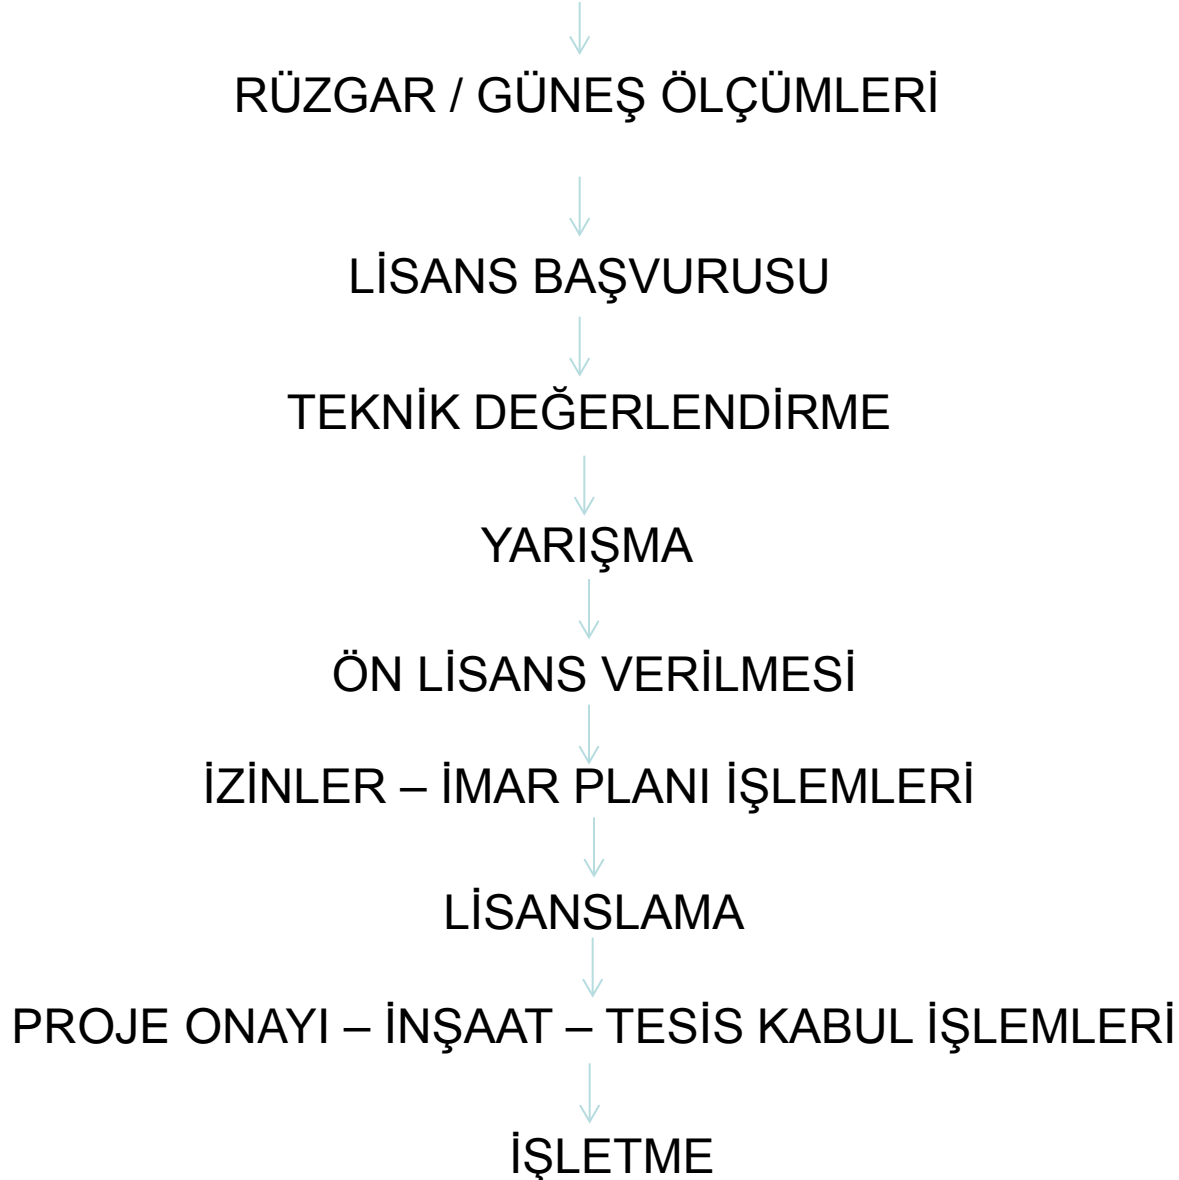 RÜZGAR / GÜNEŞ ÖLÇÜMLERİ
LİSANS BAŞVURUSU
TEKNİK DEĞERLENDİRME
YARIŞMA
ÖN LİSANS VERİLMESİ
İZİNLER – İMAR PLANI İŞLEMLERİ
LİSANSLAMA
PROJE ONAYI – İNŞAAT – TESİS KABUL İŞLEMLERİ
İŞLETME